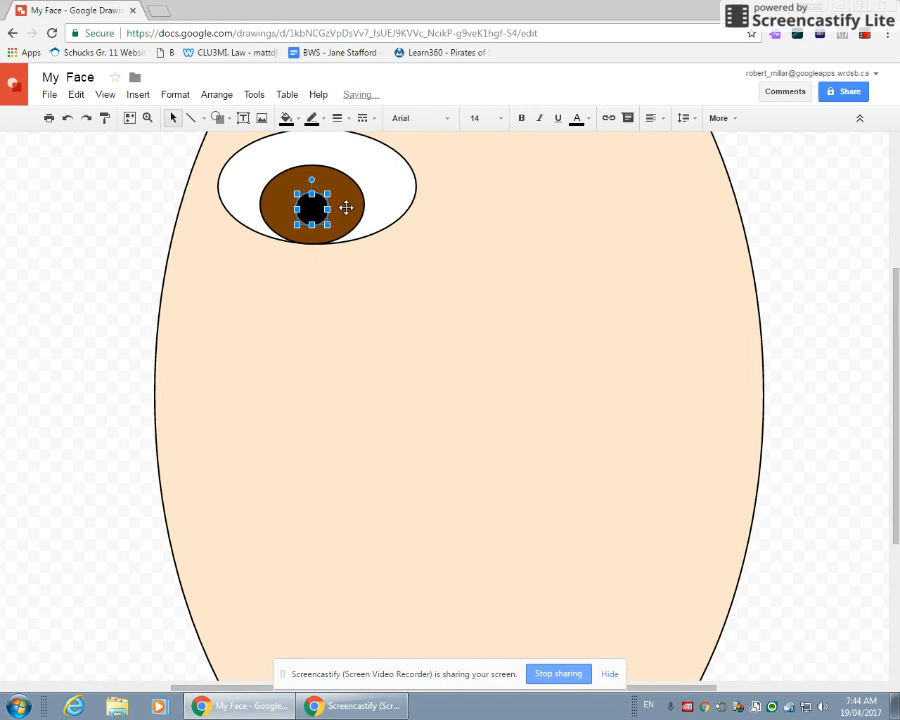 My Face - Google Drawin
powered by
Screencastify Lite
Secure
https://docs.google.com/drawings/d/1kbNCGzVpDsVv7_fsUEJ9KVVc_NcikP-g9veK1hgf-S4/edit
Apps
Schucks Gr. 11 Websit
B
CLU3MI. Law - mattdj
BWS - Jane Stafford
Learn360 - Pirates of
My Face
robert_millar@googleapps.wrdsb.ca
File Edit View Insert Format Arrange Tools Table Help Saving...
Comments
Share
Arial
14
B I U A
More
Screencastify (Screen Video Recorder) is sharing your screen.
Stop sharing
Hide
My Face - Google...
Screencastify (Scr...
EN
7:44 AM
19/04/2017